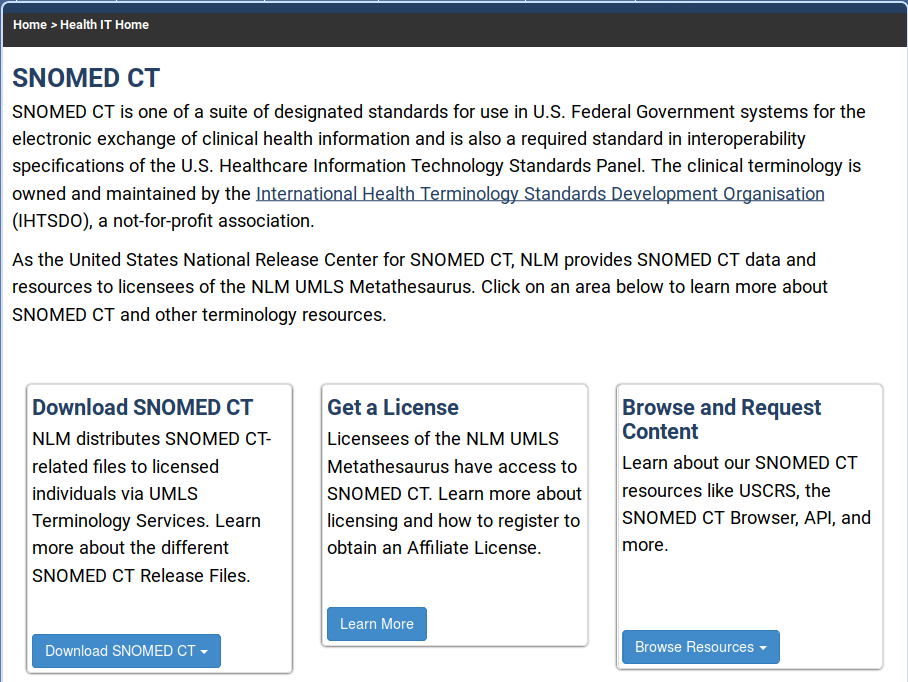 Home > Health IT Home
SNOMED CT
SNOMED CT is one of a suite of designated standards for use in U.S. Federal Government systems for the
electronic exchange of clinical health information and is also a required standard in interoperability
specifications of the U.S. Healthcare Information Technology Standards Panel. The clinical terminology is
owned and maintained by the International Health Terminology Standards Development Organisation
(IHTSDO), a not-for-profit association.
As the United States National Release Center for SNOMED CT, NLM provides SNOMED CT data and
resources to licensees of the NLM UMLS Metathesaurus. Click on an area below to learn more about
SNOMED CT and other terminology resources.
Download SNOMED CT
NLM distributes SNOMED CT-
related files to licensed
individuals via UMLS
Terminology Services. Learn
more about the different
SNOMED CT Release Files.
Download SNOMED CT
Get a License
Licensees of the NLM UMLS
Metathesaurus have access to
SNOMED CT. Learn more about
licensing and how to register to
obtain an Affiliate License.
Learn More
Browse and Request
Content
Learn about our SNOMED CT
resources like USCRS, the
SNOMED CT Browser, API, and
more.
Browse Resources